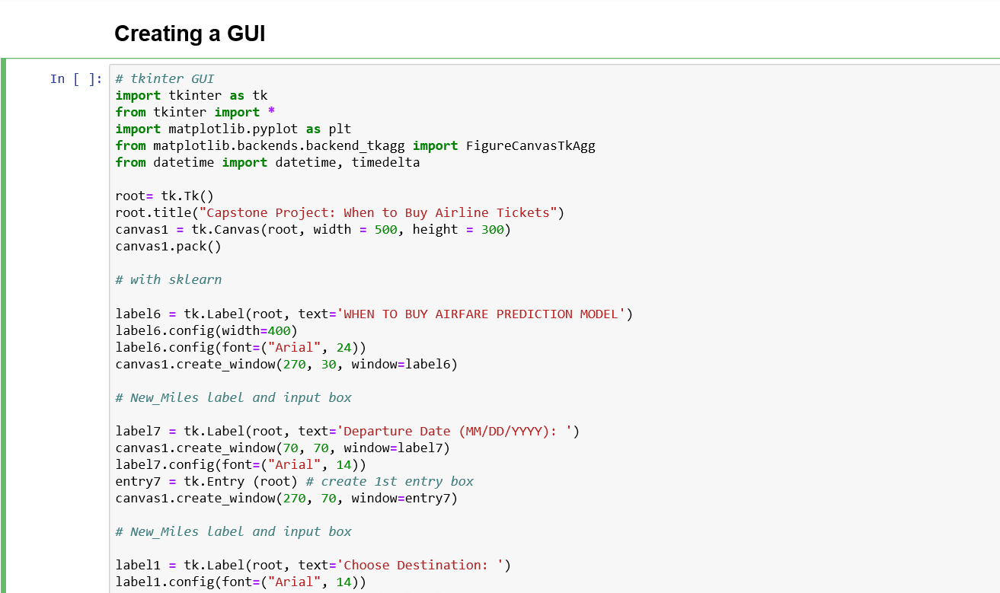 Creating a GUI
In [ ]:
# tkinter GUI
import tkinter as tk
from tkinter import *
import matplotlib.pyplot as plt
from matplotlib.backends.backend_tkagg import FigureCanvasTkAgg
from datetime import datetime, timedelta
root= tk.Tk()
root.title("Capstone Project: When to Buy Airline Tickets")
canvas1 = tk.Canvas(root, width = 500, height = 300)
canvas1.pack()
# with sklearn
label6 = tk.Label(root, text='WHEN TO BUY AIRFARE PREDICTION MODEL')
label6.config(width=400)
label6.config(font=("Arial", 24))
canvas1.create_window(270, 30, window=label6)
# New_Miles label and input box
label7 = tk.Label(root, text='Departure Date (MM/DD/YYYY): ')
canvas1.create_window(70, 70, window=label7)
label7.config(font=("Arial", 14))
entry7 = tk.Entry (root) # create 1st entry box
canvas1.create_window(270, 70, window=entry7)
# New_Miles label and input box
label1 = tk.Label(root, text='Choose Destination: ')
label1.config(font=("Arial", 14))